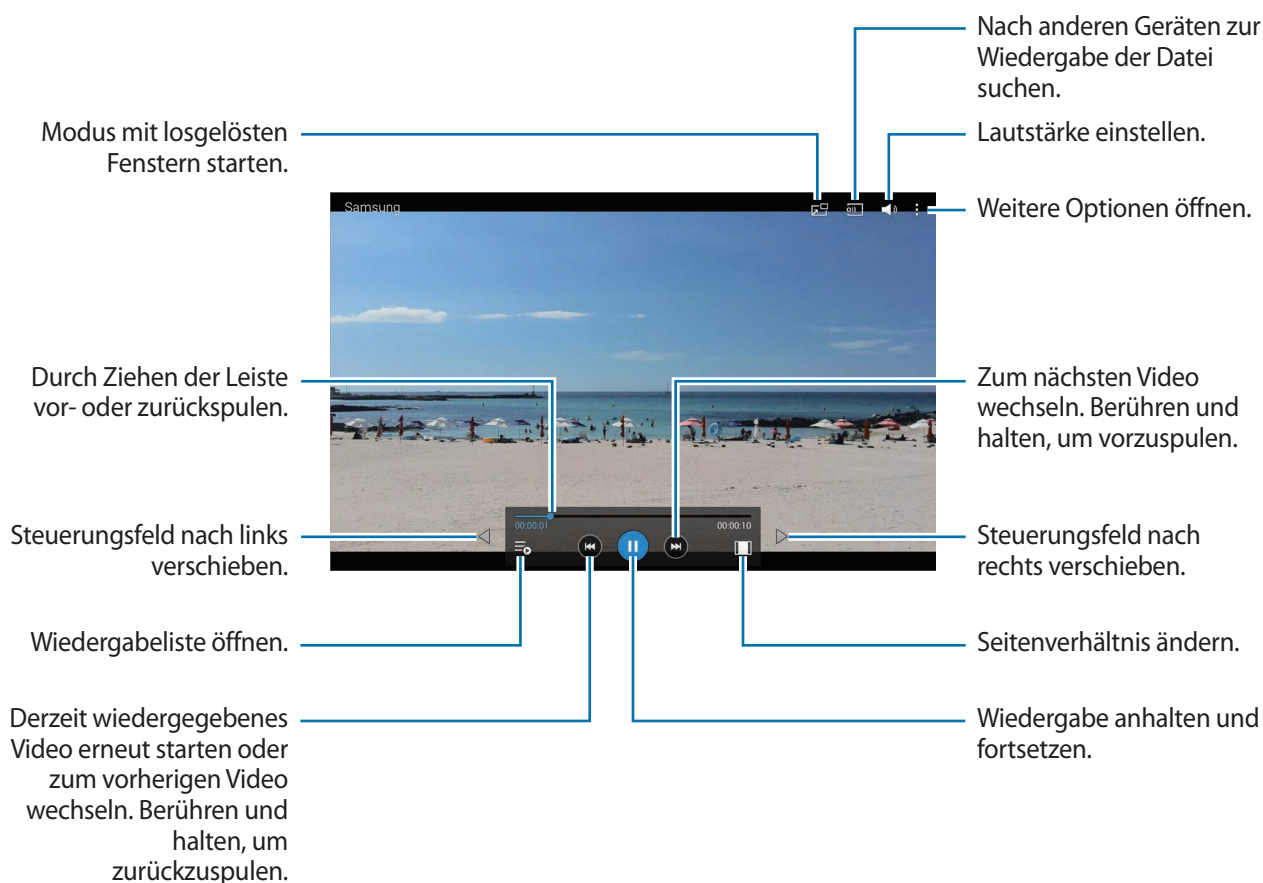 Nach anderen Geräten zur
Wiedergabe der Datei
suchen.
Modus mit losgelösten
Fenstern starten.
Lautstärke einstellen.
Weitere Optionen öffnen.
Samsung
Durch Ziehen der Leiste
vor- oder zurückspulen.
Zum nächsten Video
wechseln. Berühren und
halten, um vorzuspulen.
00:00:01
00:00:10
Steuerungsfeld nach links
verschieben.
Steuerungsfeld nach
rechts verschieben.
Wiedergabeliste öffnen.
Seitenverhältnis ändern.
Derzeit wiedergegebenes
Video erneut starten oder
zum vorherigen Video
wechseln. Berühren und
halten, um
zurückzuspulen.
Wiedergabe anhalten und
fortsetzen.